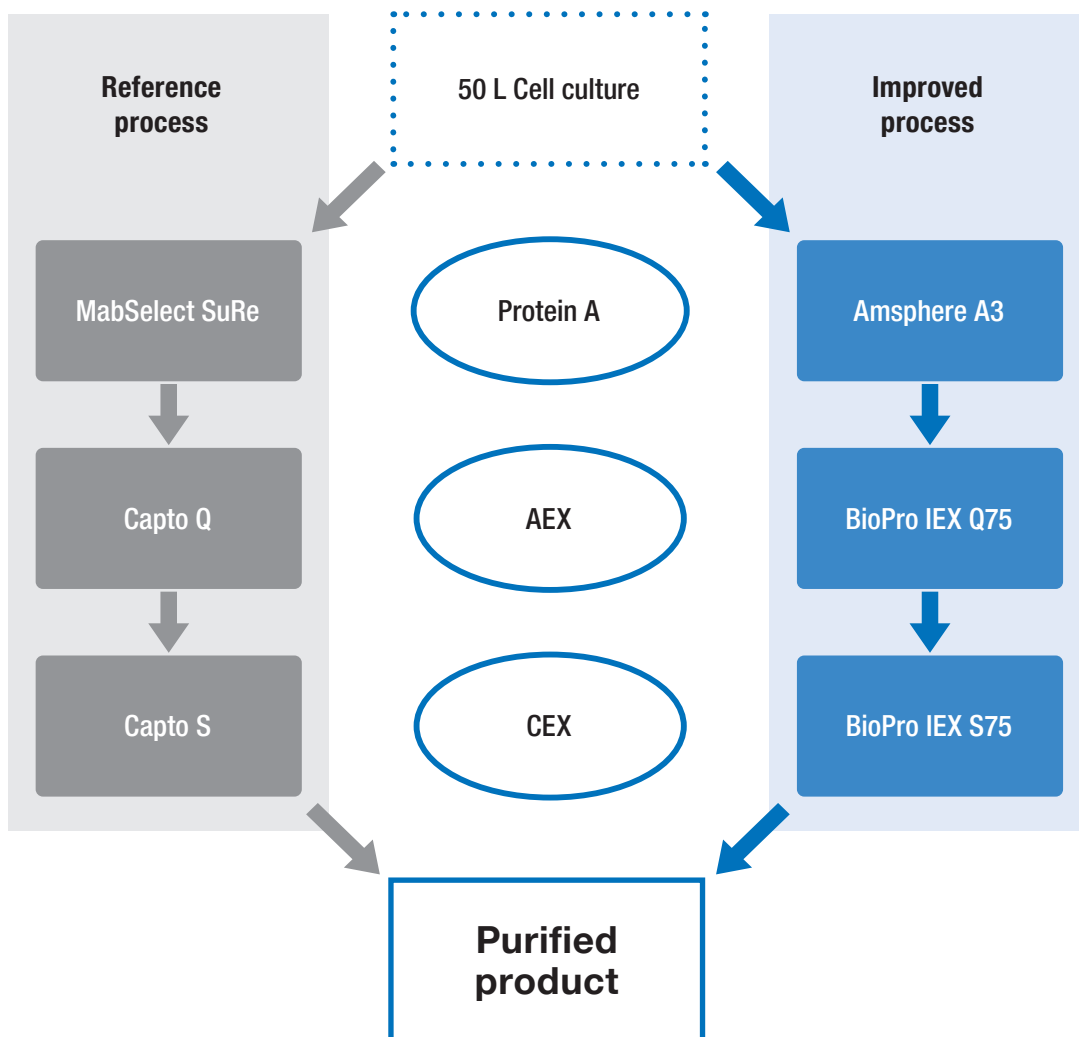 Reference
process
50 L Cell culture
Improved
process
MabSelect SuRe
Protein A
Amsphere A3
Capto Q
AEX
BioPro IEX Q75
Capto S
CEX
BioPro IEX S75
Purified
product